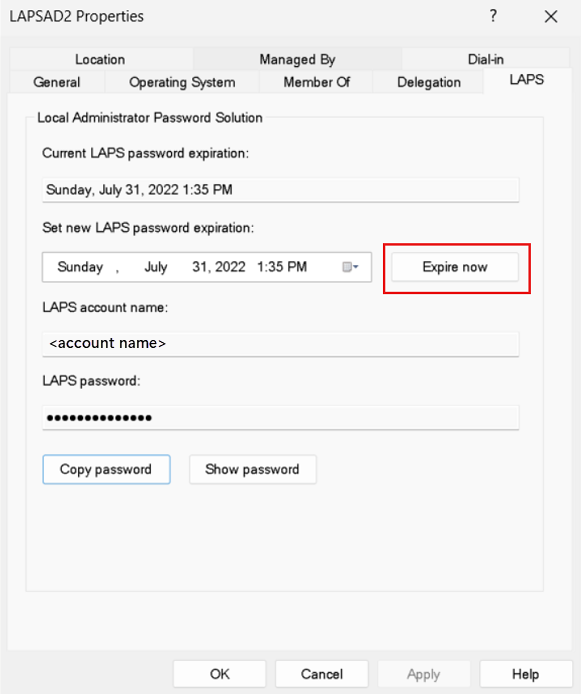 LAPSAD2 Properties ?
Location Managed By Dial-in
General Operating System Member Of Delegation LAPS
Local Administrator Password Solution
Current LAPS password expiration:
Sunday, July 31, 2022 1:35 PM
Set new LAPS password expiration:
Sunday , July 31, 2022 1:35 PM Expire now
LAPS account name:
<account name>
LAPS password:
••••••••••••••
Copy password Show password
OK Cancel Apply Help